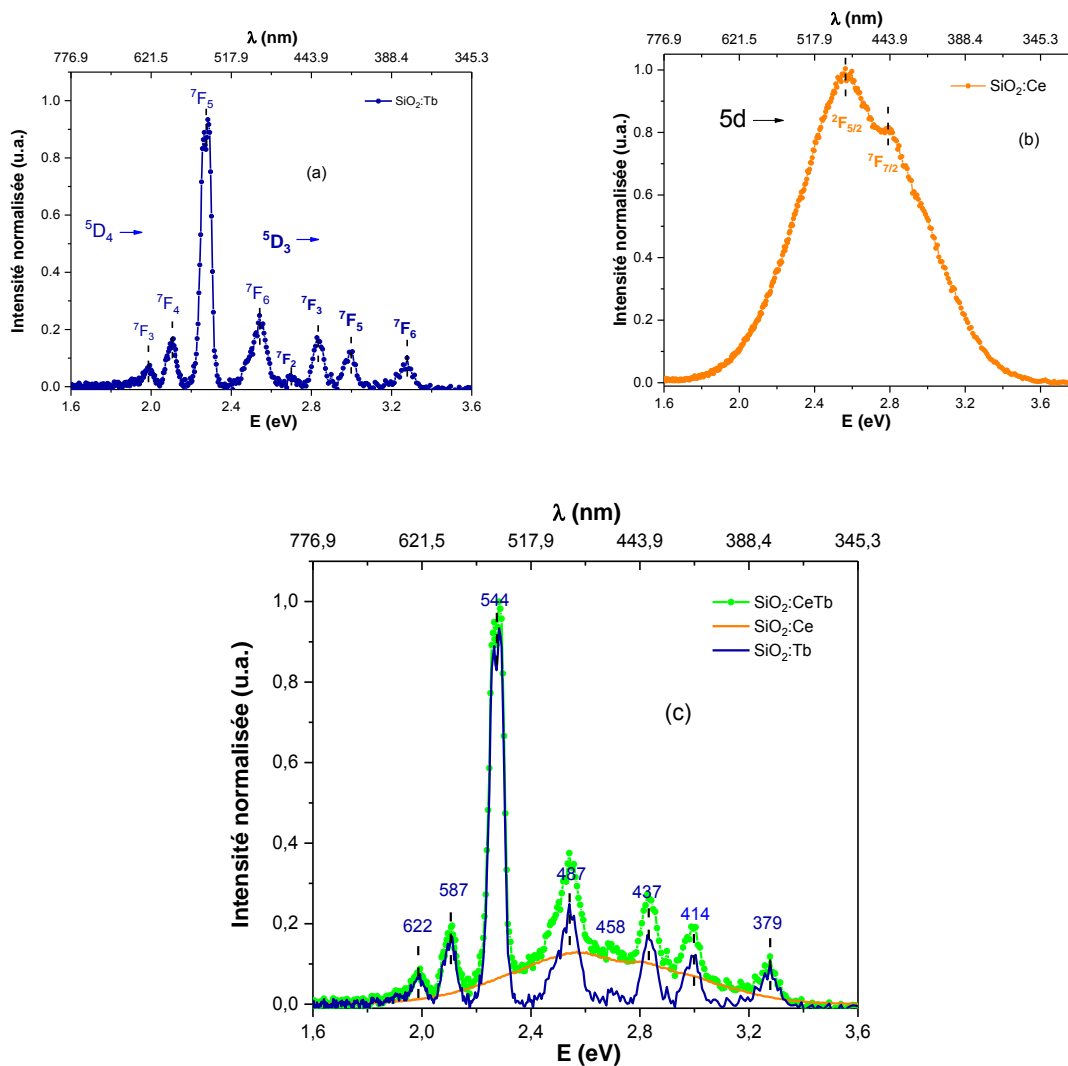 λ (nm)
776.9 621.5 517.9 443.9 388.4 345.3
1.0
0.8
0.6
0.4
0.2
0.0
Intensité normalisée (u.a.)
SiO₂:Tb
(a)
⁵D₄ →
⁵D₃ →
⁷F₃
⁷F₄
⁷F₅
⁷F₆
⁷F₂
⁷F₃
⁷F₅
⁷F₆
1.6 2.0 2.4 2.8 3.2 3.6
E (eV)
λ (nm)
776.9 621.5 517.9 443.9 388.4 345.3
1.0
0.8
0.6
0.4
0.2
0.0
Intensité normalisée (u.a.)
SiO₂:Ce
(b)
5d →
²F₅/₂
⁷F₇/₂
1.6 2.0 2.4 2.8 3.2 3.6
E (eV)
λ (nm)
776,9 621,5 517,9 443,9 388,4 345,3
1,0
0,8
0,6
0,4
0,2
0,0
Intensité normalisée (u.a.)
SiO₂:CeTb
SiO₂:Ce
SiO₂:Tb
(c)
622
587
544
487
458
437
414
379
1,6 2,0 2,4 2,8 3,2 3,6
E (eV)